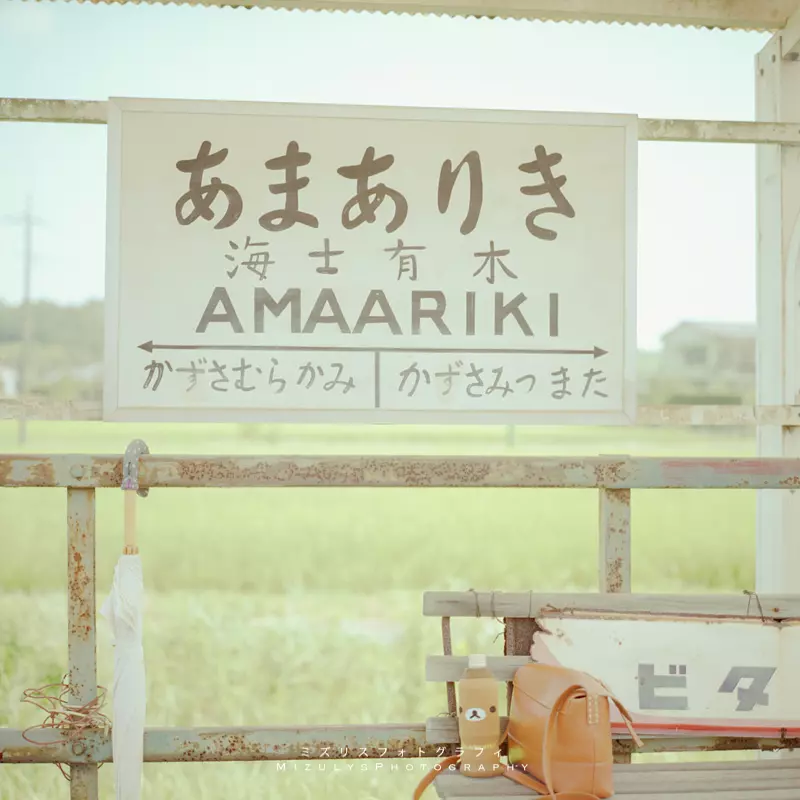 あまありき
海士有木
AMAARIKI
かずさむらかみ
かずさみつまた
ビタ
ミズリスフォトグラフィ
MIZULYSPHOTOGRAPHY